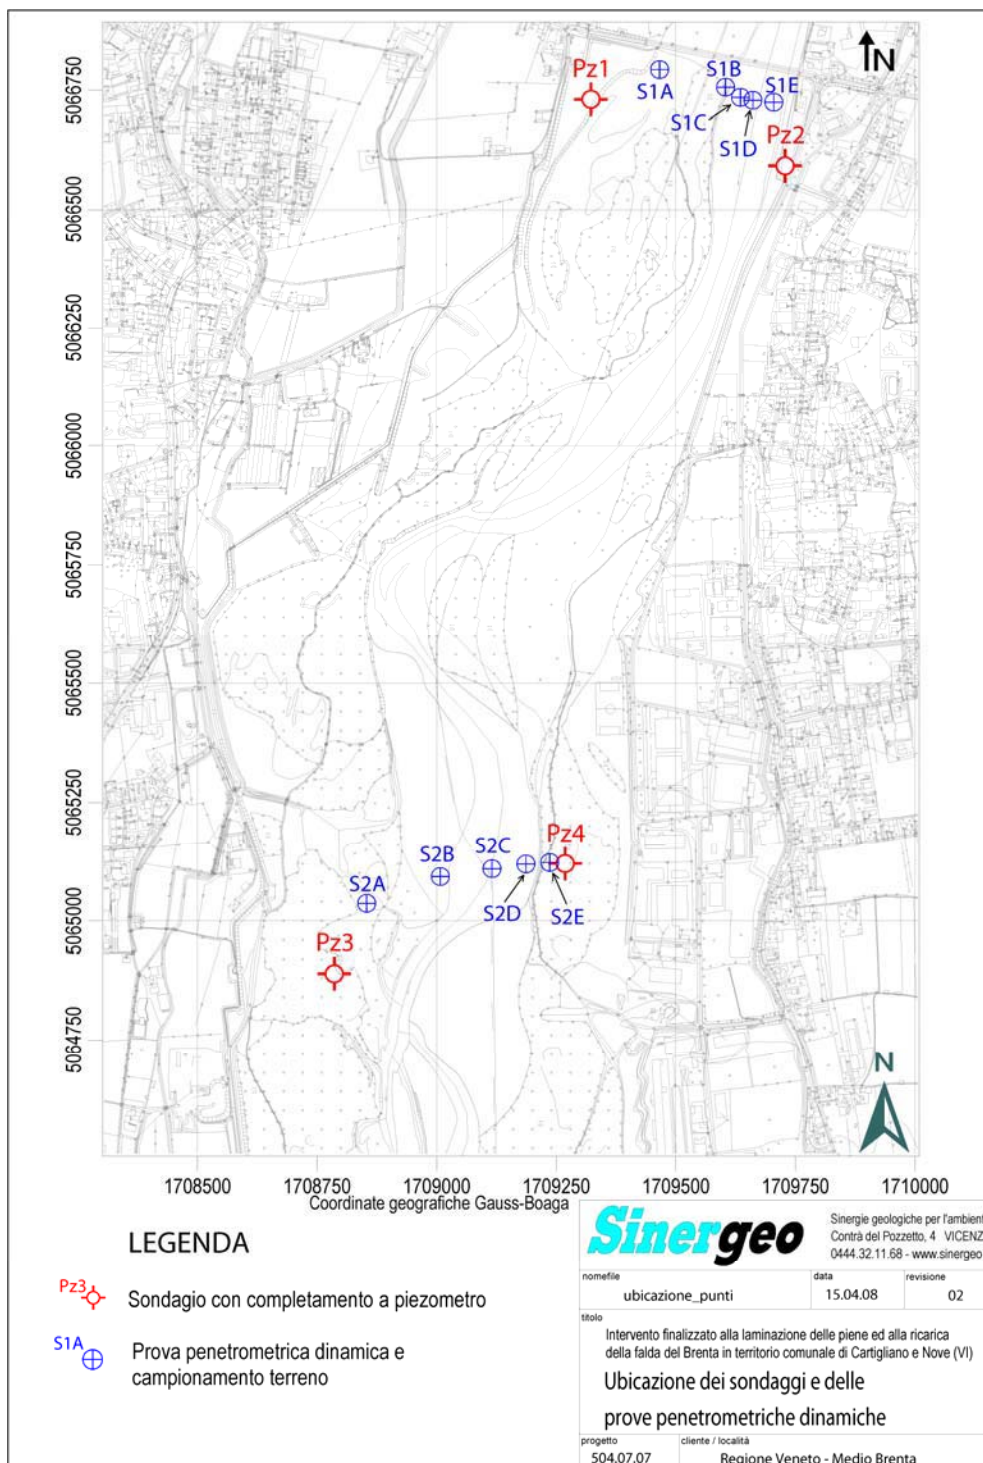 Pz1
S1A
S1B
S1E
S1C
S1D
Pz2
N
5066750
5066500
5066250
5066000
5065750
5065500
5065250
5065000
5064750
Pz4
S2C
S2B
S2A
S2D
S2E
Pz3
N
1708500 1708750 1709000 1709250 1709500 1709750 1710000
Coordinate geografiche Gauss-Boaga
LEGENDA
Pz3 Sondagio con completamento a piezometro
S1A Prova penetrometrica dinamica e
campionamento terreno
Sinergeo
Sinergie geologiche per l'ambient
Contrà del Pozzetto, 4 VICENZ
0444.32.11.68 - www.sinergeo
nomefile data revisione
ubicazione_punti 15.04.08 02
titolo
Intervento finalizzato alla laminazione delle piene ed alla ricarica
della falda del Brenta in territorio comunale di Cartigliano e Nove (VI)
Ubicazione dei sondaggi e delle
prove penetrometriche dinamiche
progetto cliente / località
504.07.07 Regione Veneto - Medio Brenta